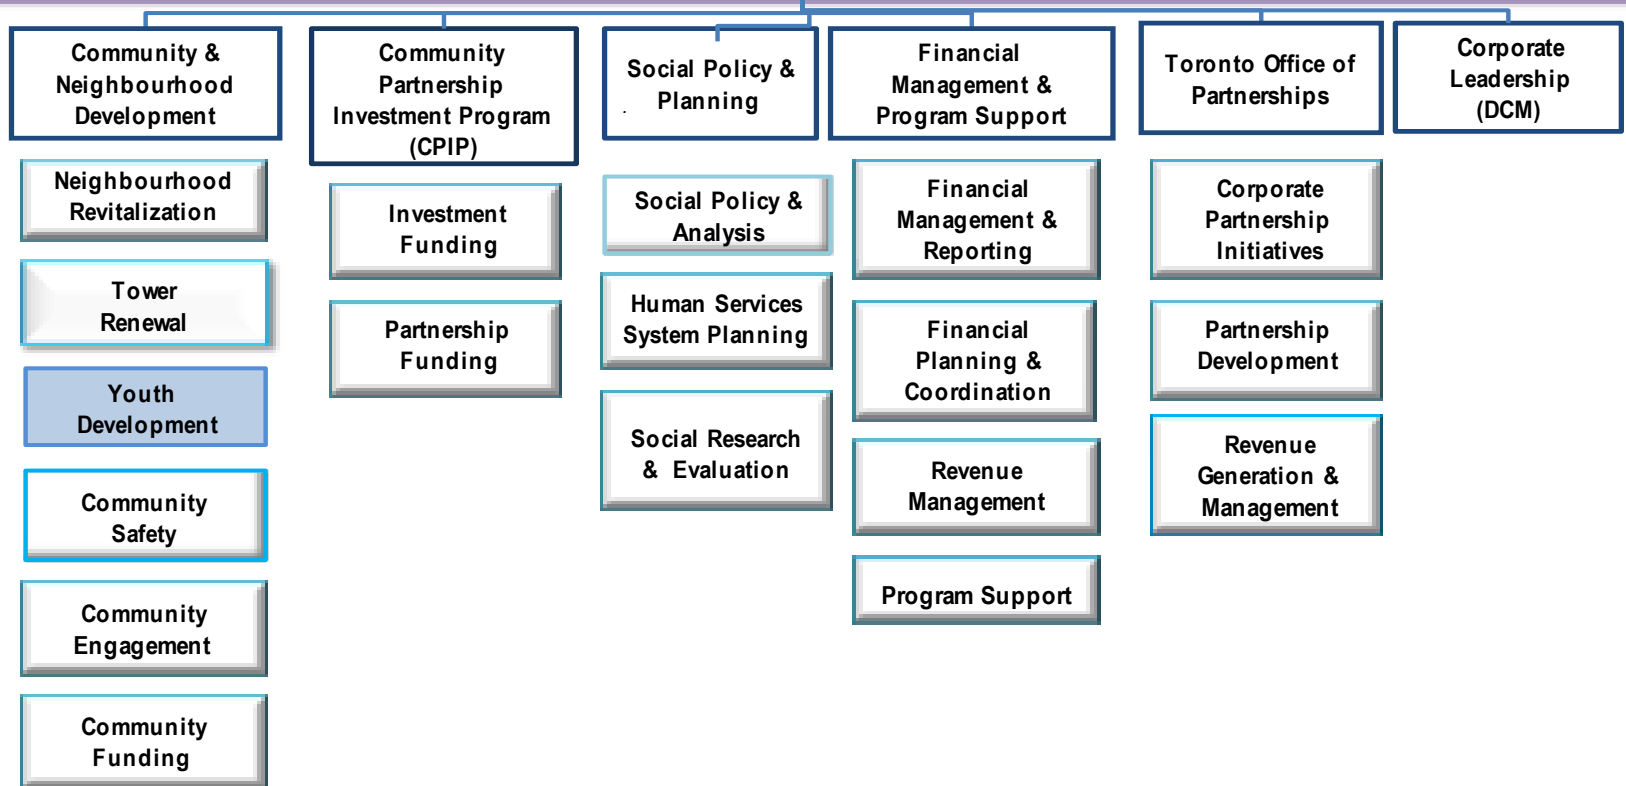 Community &
Neighbourhood
Development
Neighbourhood
Revitalization
Tower
Renewal
Youth
Development
Community
Safety
Community
Engagement
Community
Funding
Community
Partnership
Investment Program
(CPIP)
Investment
Funding
Partnership
Funding
Social Policy &
Planning
.
Social Policy &
Analysis
Human Services
System Planning
Social Research
& Evaluation
Financial
Management &
Program Support
Financial
Management &
Reporting
Financial
Planning &
Coordination
Revenue
Management
Program Support
Toronto Office of
Partnerships
Corporate
Partnership
Initiatives
Partnership
Development
Revenue
Generation &
Management
Corporate
Leadership
(DCM)